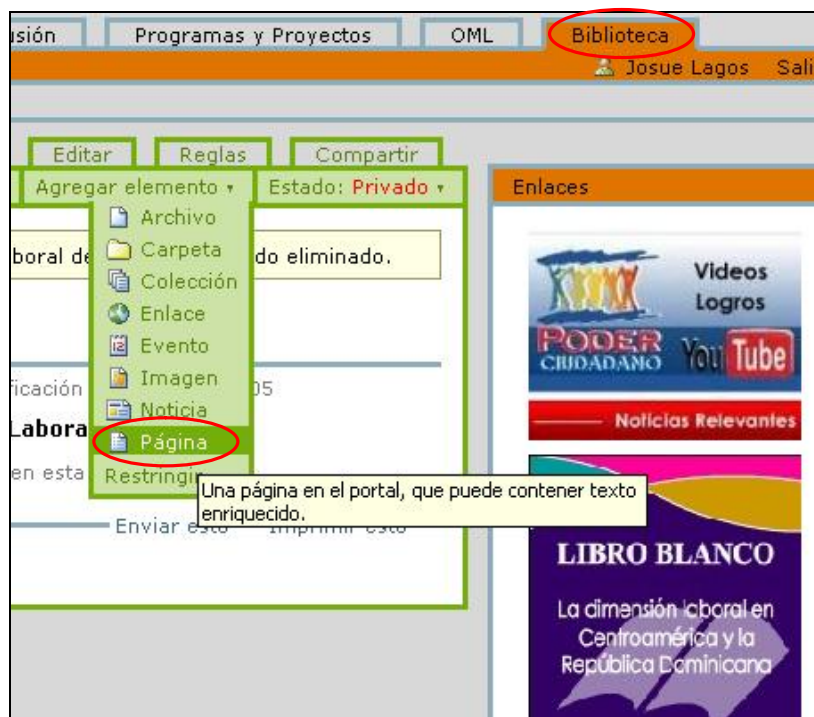 usión Programas y Proyectos OML Biblioteca
Josue Lagos Sali
Editar Reglas Compartir
Agregar elemento Estado: Privado Enlaces
Archivo
boral de Carpeta do eliminado.
Colección
Enlace
Evento
ificación Imagen 05
Noticia
Labora
Página
en esta Restringir
Una página en el portal, que puede contener texto
enriquecido.
Enviar esto Imprimir esto
Videos
Logros
PODER
CIUDADANO You Tube
Noticias Relevantes
LIBRO BLANCO
La dimensión laboral en
Centroamérica y la
República Dominicana